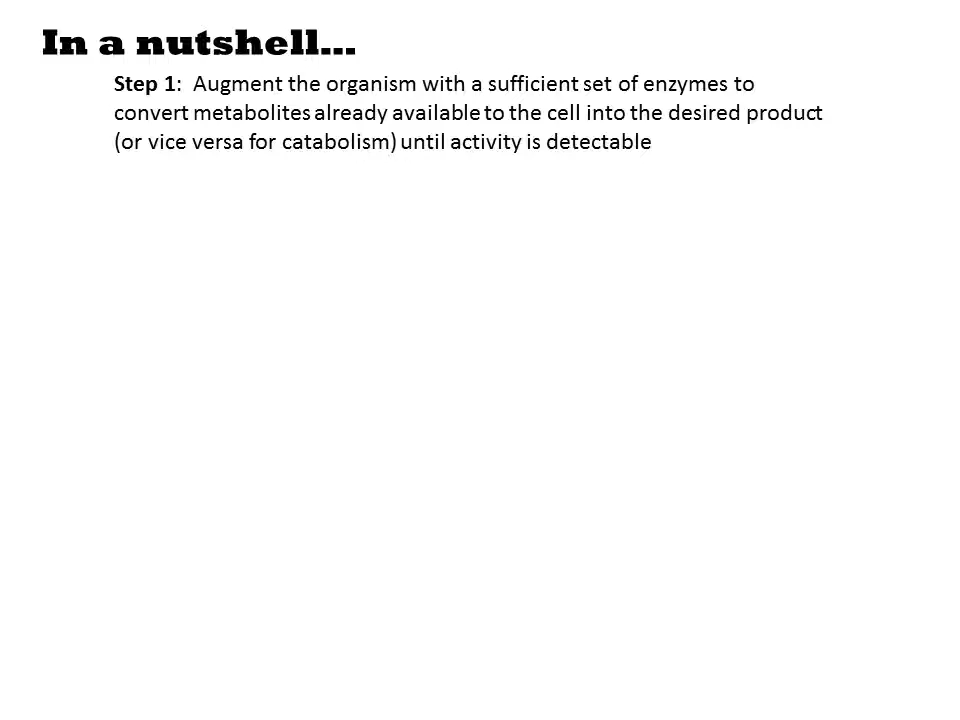 In a nutshell...
Step 1:  Augment the organism with a sufficient set of enzymes to
convert metabolites already available to the cell into the desired product
(or vice versa for catabolism) until activity is detectable